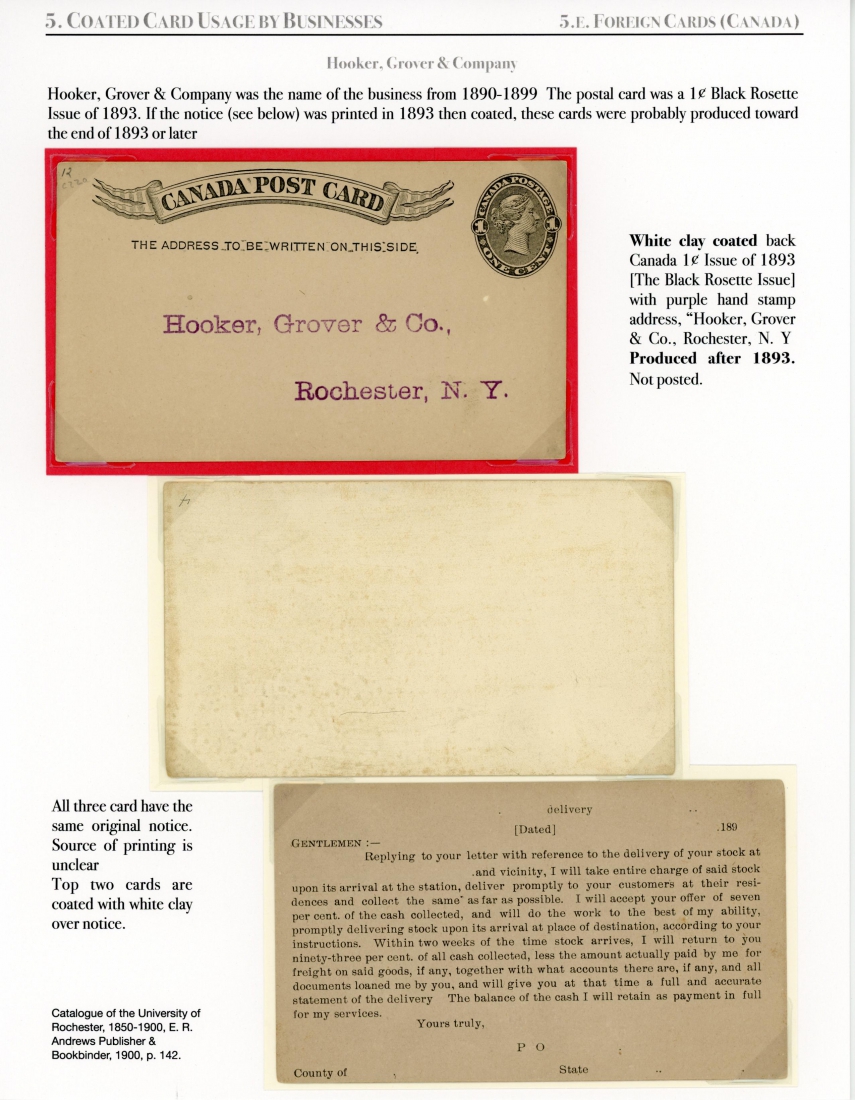 5. COATED CARD USAGE BY BUSINESSES
5.E. FOREIGN CARDS (CANADA)
Hooker, Grover & Company
Hooker, Grover & Company was the name of the business from 1890-1899 The postal card was a 1¢ Black Rosette
Issue of 1893. If the notice (see below) was printed in 1893 then coated, these cards were probably produced toward
the end of 1893 or later
12
CANADA POST CARD
CANADA POSTAGE
1 1
ONE CENT
THE ADDRESS TO BE WRITTEN ON THIS SIDE.
Hooker, Grover & Co.,
Rochester, N. Y.
White clay coated back
Canada 1¢ Issue of 1893
[The Black Rosette Issue]
with purple hand stamp
address, “Hooker, Grover
& Co., Rochester, N. Y
Produced after 1893.
Not posted.
All three card have the
same original notice.
Source of printing is
unclear
Top two cards are
coated with white clay
over notice.
Catalogue of the University of
Rochester, 1850-1900, E. R.
Andrews Publisher &
Bookbinder, 1900, p. 142.
delivery
[Dated] .189
GENTLEMEN :—
Replying to your letter with reference to the delivery of your stock at
.and vicinity, I will take entire charge of said stock
upon its arrival at the station, deliver promptly to your customers at their resi-
dences and collect the same as far as possible. I will accept your offer of seven
per cent. of the cash collected, and will do the work to the best of my ability,
promptly delivering stock upon its arrival at place of destination, according to your
instructions. Within two weeks of the time stock arrives, I will return to you
ninety-three per cent. of all cash collected, less the amount actually paid by me for
freight on said goods, if any, together with what accounts there are, if any, and all
documents loaned me by you, and will give you at that time a full and accurate
statement of the delivery The balance of the cash I will retain as payment in full
for my services.
Yours truly,
P O
County of State